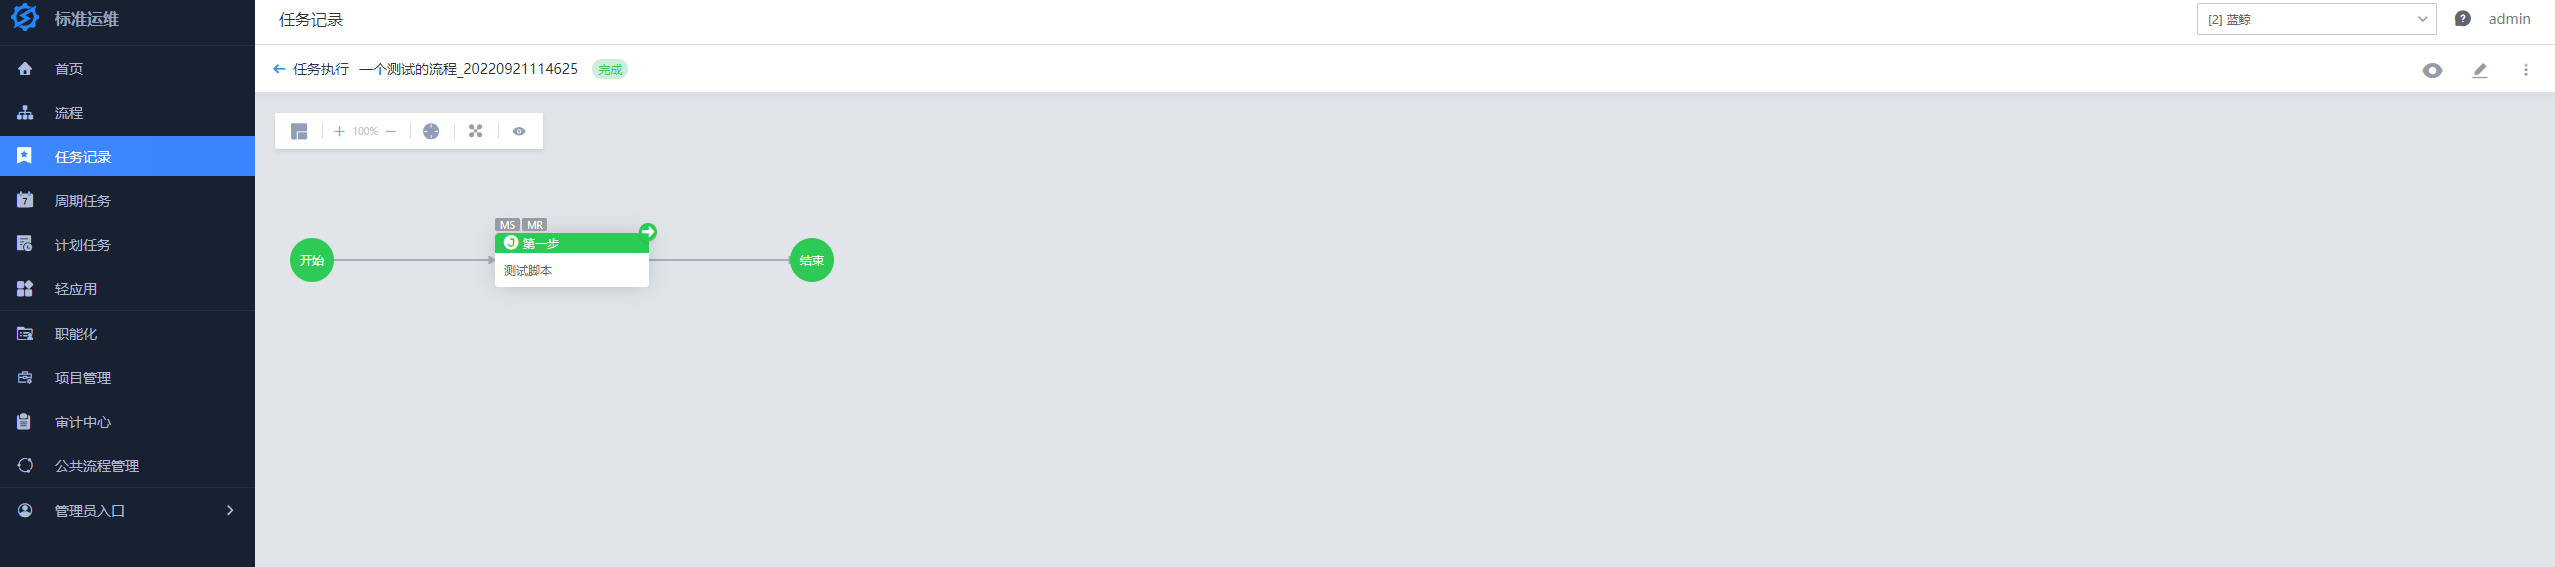 标准运维
首页
流程
任务记录
周期任务
计划任务
轻应用
职能化
项目管理
审计中心
公共流程管理
管理员入口
任务记录
[2] 蓝鲸
admin
任务执行 一个测试的流程_20220921114625 完成
100%
开始
MS MR
第一步
测试脚本
结束